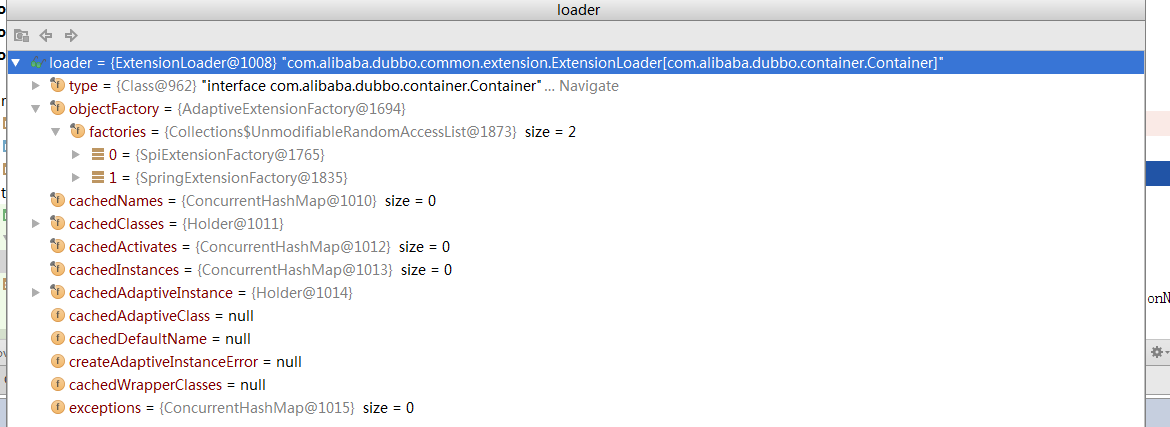 loader
loader = {ExtensionLoader@1008} "com.alibaba.dubbo.common.extension.ExtensionLoader[com.alibaba.dubbo.container.Container]"
type = {Class@962} "interface com.alibaba.dubbo.container.Container" ... Navigate
objectFactory = {AdaptiveExtensionFactory@1694}
factories = {Collections$UnmodifiableRandomAccessList@1873} size = 2
0 = {SpiExtensionFactory@1765}
1 = {SpringExtensionFactory@1835}
cachedNames = {ConcurrentHashMap@1010} size = 0
cachedClasses = {Holder@1011}
cachedActivates = {ConcurrentHashMap@1012} size = 0
cachedInstances = {ConcurrentHashMap@1013} size = 0
cachedAdaptiveInstance = {Holder@1014}
onN
cachedAdaptiveClass = null
cachedDefaultName = null
createAdaptiveInstanceError = null
cachedWrapperClasses = null
exceptions = {ConcurrentHashMap@1015} size = 0